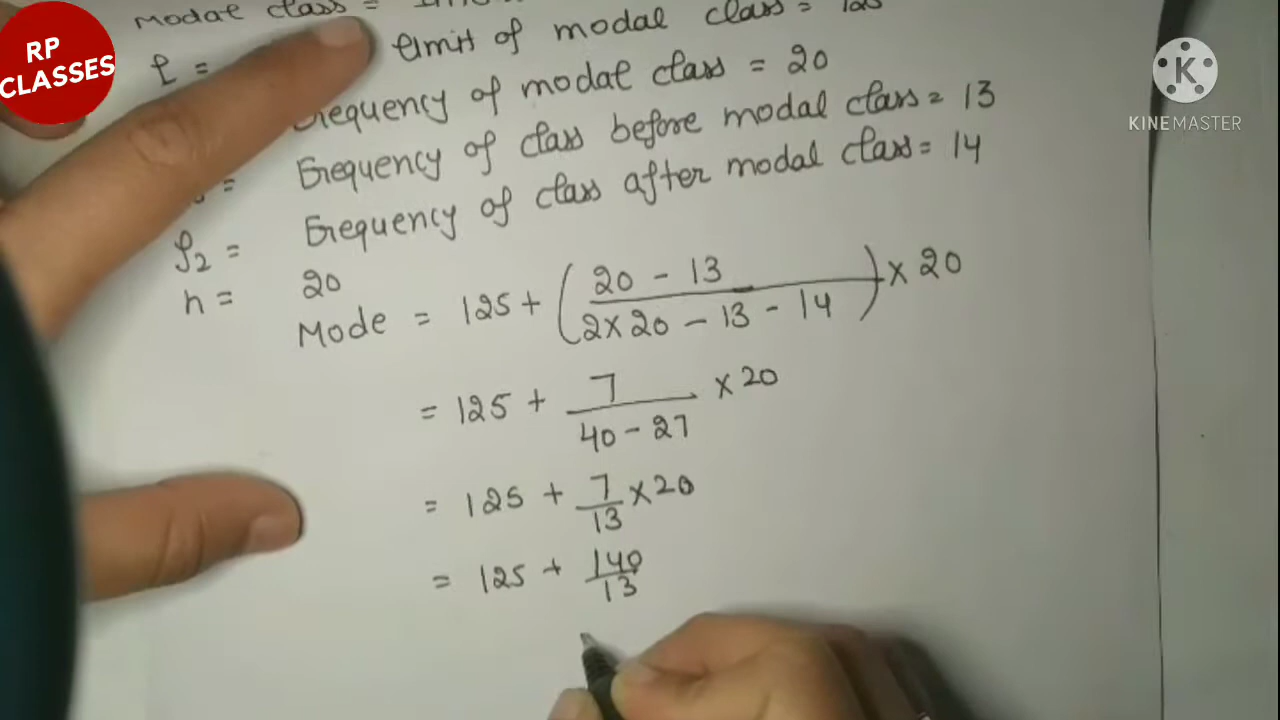 RP
CLASSES
K
KINEMASTER
Modal class =
l = limit of modal class = 125
Frequency of modal class = 20
= Frequency of class before modal class = 13
f2 = Frequency of class after modal class = 14
h = 20
Mode = 125 + (20 - 13 / 2x20 - 13 - 14) x 20
= 125 + 7 / 40 - 27 x 20
= 125 + 7/13 x 20
= 125 + 140/13